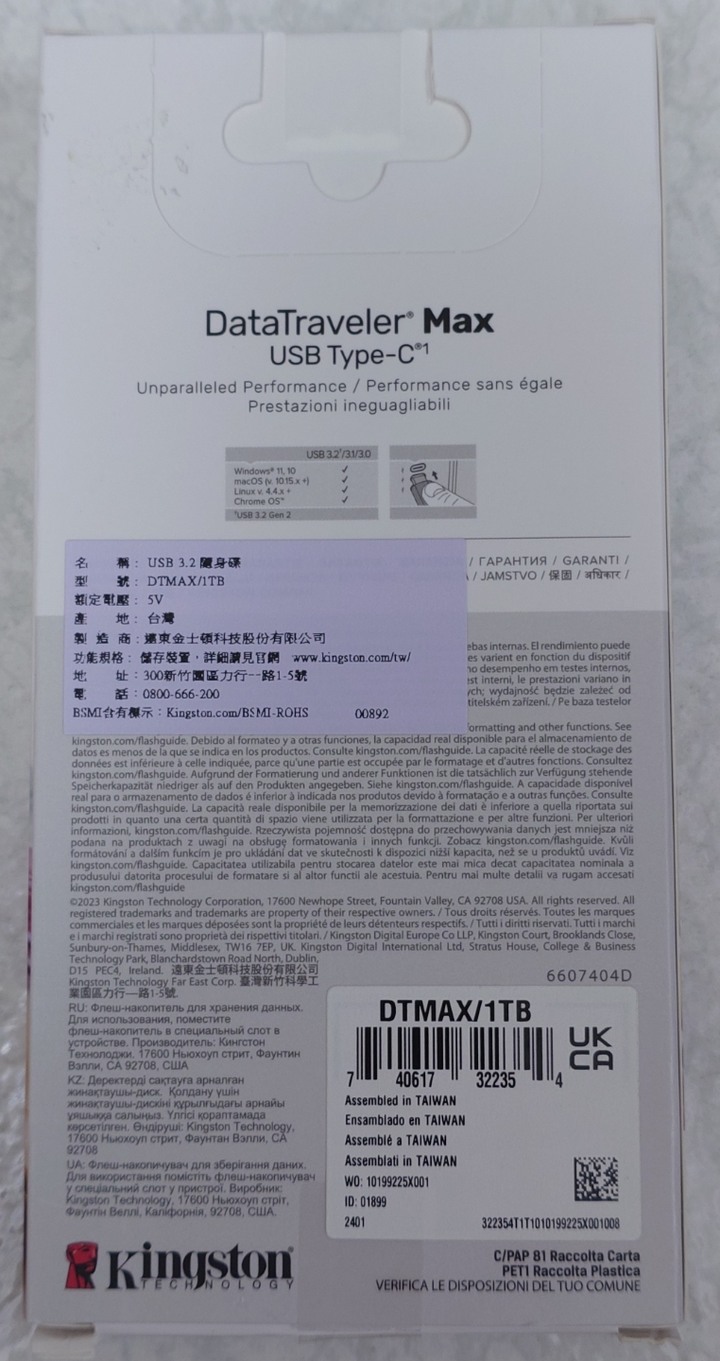 DataTraveler® Max
USB Type-C®1
Unparalleled Performance / Performance sans égale
Prestazioni ineguagliabili
USB 3.2†/3.1/3.0
Windows® 11, 10 ✓
macOS (v. 10.15.x +) ✓
Linux v. 4.4.x + ✓
Chrome OS™ ✓
†USB 3.2 Gen 2
/ ГАРАНТИЯ / GARANTI /
/ JAMSTVO / 保固 / अधिकार /
名 稱: USB 3.2 隨身碟
型 號: DTMAX/1TB
額定電壓: 5V
產 地: 台灣
製 造 商:遠東金士頓科技股份有限公司
功能規格: 儲存裝置,詳細請見官網 www.kingston.com/tw/
地 址:300新竹園區力行一路1-5號
電 話:0800-666-200
BSMI含有標示:Kingston.com/BSMI-ROHS 00892
ebas internas. El rendimiento puede
es varient en fonction du dispositif
no desempenho em testes internos,
est interni, le prestazioni variano in
ych; wydajność będzie zależeć od
titelském zařízení. / Pe baza testelor
formatting and other functions. See
kingston.com/flashguide. Debido al formateo y a otras funciones, la capacidad real disponible para el almacenamiento de
datos es menos de la que se indica en los productos. Consulte kingston.com/flashguide. La capacité réelle de stockage des
données est inférieure à celle indiquée, parce qu'une partie est occupée par le formatage et d'autres fonctions. Consultez
kingston.com/flashguide. Aufgrund der Formatierung und anderer Funktionen ist die tatsächlich zur Verfügung stehende
Speicherkapazität niedriger als auf den Produkten angegeben. Siehe kingston.com/flashguide. A capacidade disponível
real para o armazenamento de dados é inferior à indicada nos produtos devido à formatação e a outras funções. Consulte
kingston.com/flashguide. La capacità reale disponibile per la memorizzazione dei dati è inferiore a quella riportata sui
prodotti in quanto una certa quantità di spazio viene utilizzata per la formattazione e per altre funzioni. Per ulteriori
informazioni, kingston.com/flashguide. Rzeczywista pojemność dostępna do przechowywania danych jest mniejsza niż
podana na produktach z uwagi na obsługę formatowania i innych funkcji. Zobacz kingston.com/flashguide. Kvůli
formátování a dalším funkcím je pro ukládání dat ve skutečnosti k dispozici nižší kapacita, než se u produktů uvádí. Viz
kingston.com/flashguide. Capacitatea utilizabila pentru stocarea datelor este mai mica decat capacitatea nominala a
produsului datorita procesului de formatare si al altor functii ale acestuia. Pentru mai multe detalii va rugam accesati
kingston.com/flashguide
©2023 Kingston Technology Corporation, 17600 Newhope Street, Fountain Valley, CA 92708 USA. All rights reserved. All
registered trademarks and trademarks are property of their respective owners. / Tous droits réservés. Toutes les marques
commerciales et les marques déposées sont la propriété de leurs détenteurs respectifs. / Tutti i diritti riservati. Tutti i marchi
e i marchi registrati sono proprietà dei rispettivi titolari. / Kingston Digital Europe Co LLP, Kingston Court, Brooklands Close,
Sunbury-on-Thames, Middlesex, TW16 7EP, UK. Kingston Digital International Ltd, Stratus House, College & Business
Technology Park, Blanchardstown Road North, Dublin,
D15 PEC4, Ireland. 遠東金士頓科技股份有限公司
Kingston Technology Far East Corp. 臺灣新竹科學工
業園區力行一路1-5號.
RU: Флеш-накопитель для хранения данных.
Для использования, поместите
флеш-накопитель в специальный слот в
устройстве. Производитель: Кингстон
Технолоджи. 17600 Ньюхоуп стрит, Фаунтин
Вэлли, CA 92708, США
KZ: Деректерді сақтауға арналған
жинақтаушы-диск. Қолдану үшін
жинақтаушы-дискіні құрылғыдағы арнайы
ұяшыққа салыңыз. Үлгісі қораптамада
көрсетілген. Өндіруші: Kingston Technology,
17600 Ньюхоуп стрит, Фаунтан Вэлли, CA
92708
UA: Флеш-накопичувач для зберігання даних.
Для використання помістіть флеш-накопичувач
у спеціальний слот у пристрої. Виробник:
Kingston Technology, 17600 Ньюхоуп стріт,
Фаунтін Веллі, Каліфорнія, 92708, США.
6607404D
DTMAX/1TB
7 40617 32235 4
UK
CA
Assembled in TAIWAN
Ensamblado en TAIWAN
Assemblé a TAIWAN
Assemblati in TAIWAN
WO: 10199225X001
ID: 01899
2401 322354T1T1010199225X001008
Kingston
TECHNOLOGY
C/PAP 81 Raccolta Carta
PET1 Raccolta Plastica
VERIFICA LE DISPOSIZIONI DEL TUO COMUNE